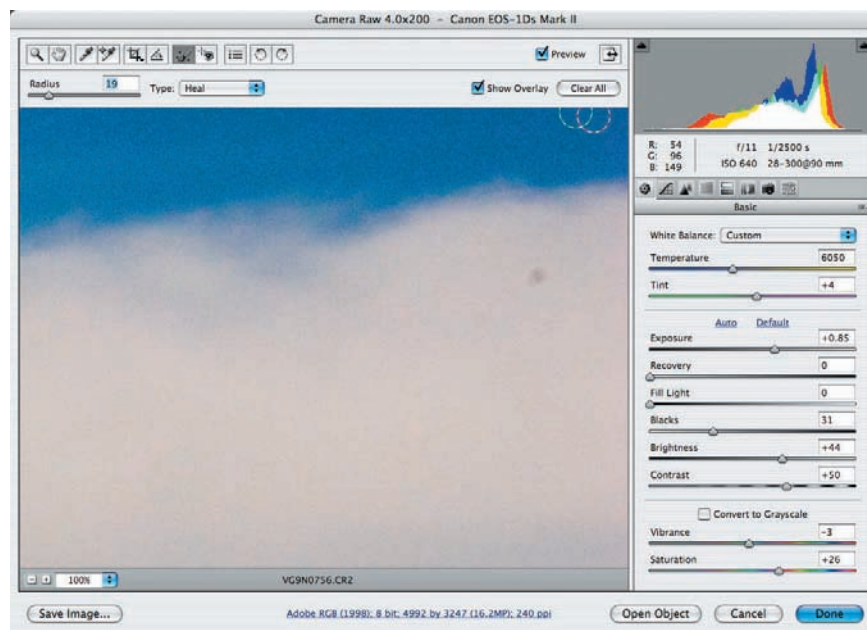 Camera Raw 4.0x200 – Canon EOS-1Ds Mark II
Preview
Radius 19 Type: Heal Show Overlay Clear All
R: 54
G: 96
B: 149
f/11 1/2500 s
ISO 640 28-300@90 mm
Basic
White Balance: Custom
Temperature 6050
Tint +4
Auto Default
Exposure +0.85
Recovery 0
Fill Light 0
Blacks 31
Brightness +44
Contrast +50
Convert to Grayscale
Vibrance -3
Saturation +26
100% VG9N0756.CR2
Save Image... Adobe RGB (1998); 8 bit; 4992 by 3247 (16.2MP); 240 ppi Open Object Cancel Done